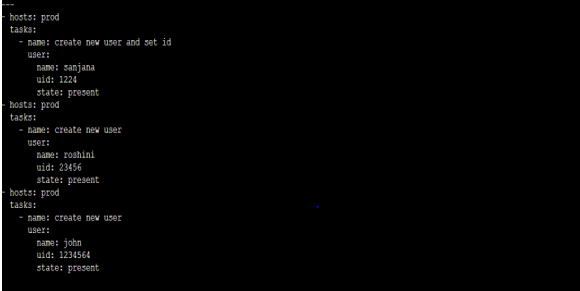 ---
- hosts: prod
  tasks:
    - name: create new user and set id
      user:
        name: sanjana
        uid: 1224
        state: present
- hosts: prod
  tasks:
    - name: create new user
      user:
        name: roshini
        uid: 23456
        state: present
- hosts: prod
  tasks:
    - name: create new user
      user:
        name: john
        uid: 1234564
        state: present